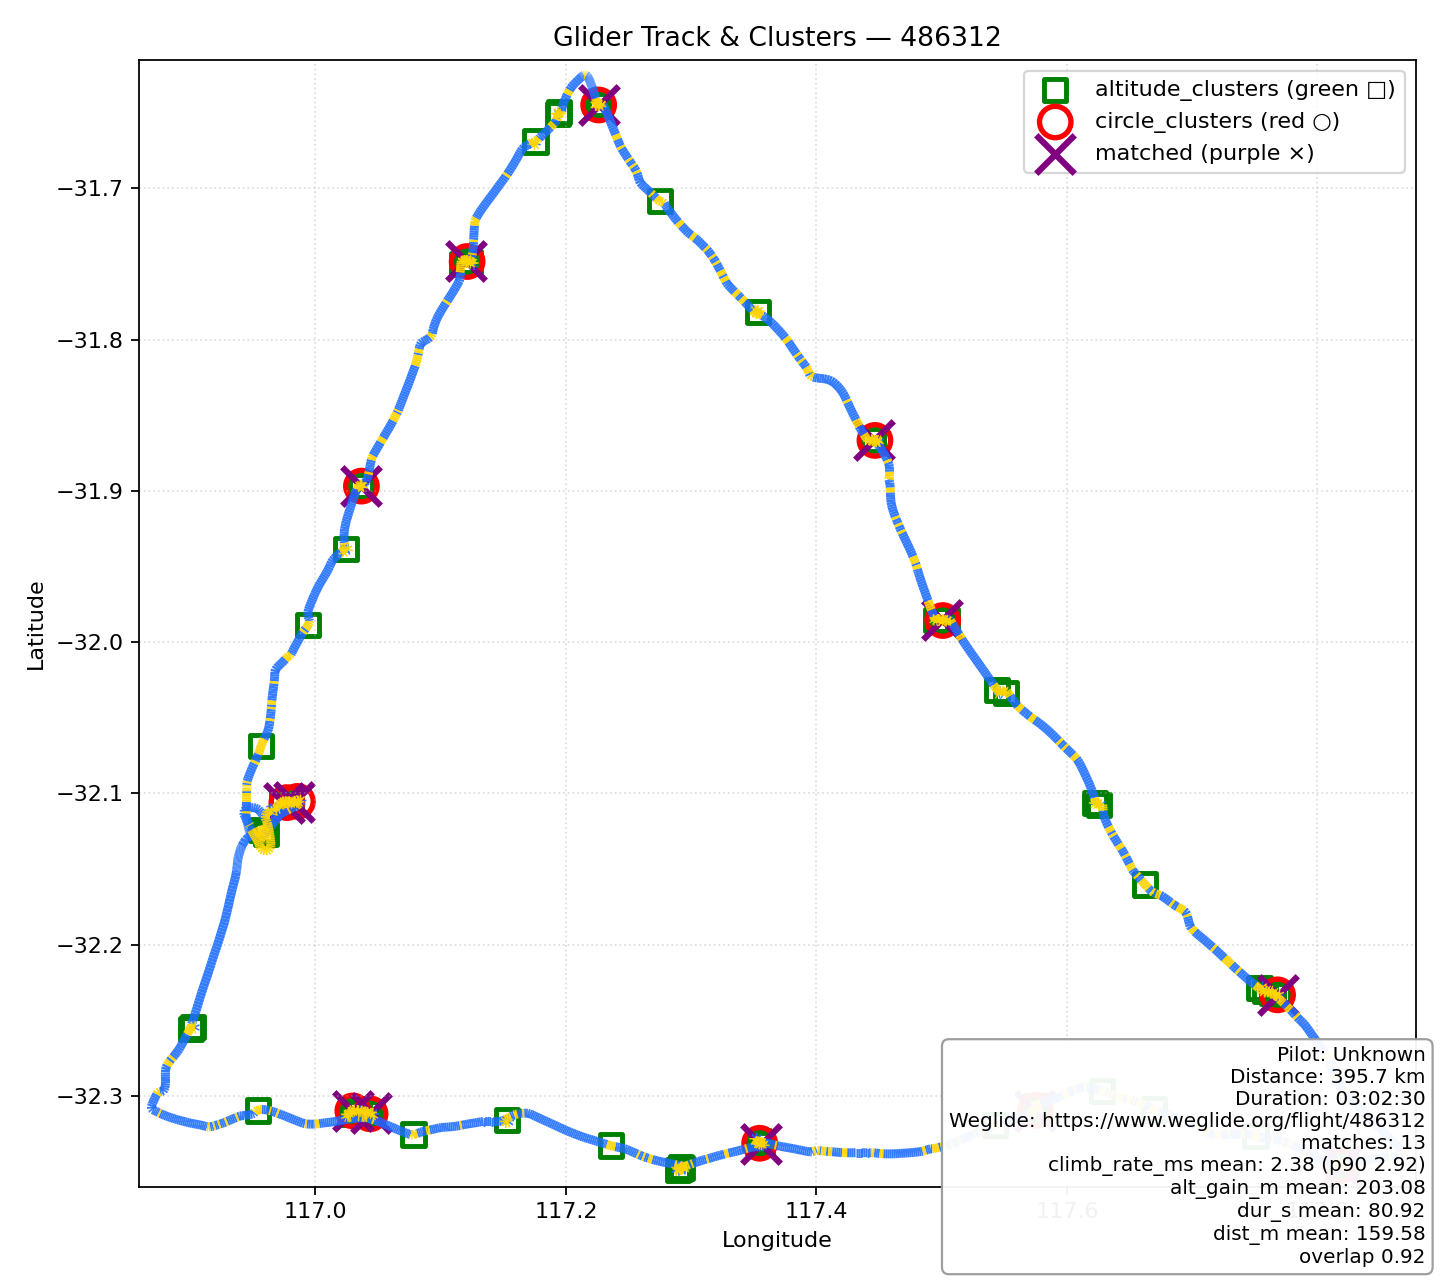 Glider Track & Clusters — 486312
altitude_clusters (green □)
circle_clusters (red ○)
matched (purple ×)
−31.7
−31.8
−31.9
−32.0
−32.1
−32.2
−32.3
Latitude
117.0
117.2
117.4
117.6
Longitude
Pilot: Unknown
Distance: 395.7 km
Duration: 03:02:30
Weglide: https://www.weglide.org/flight/486312
matches: 13
climb_rate_ms mean: 2.38 (p90 2.92)
alt_gain_m mean: 203.08
dur_s mean: 80.92
dist_m mean: 159.58
overlap 0.92